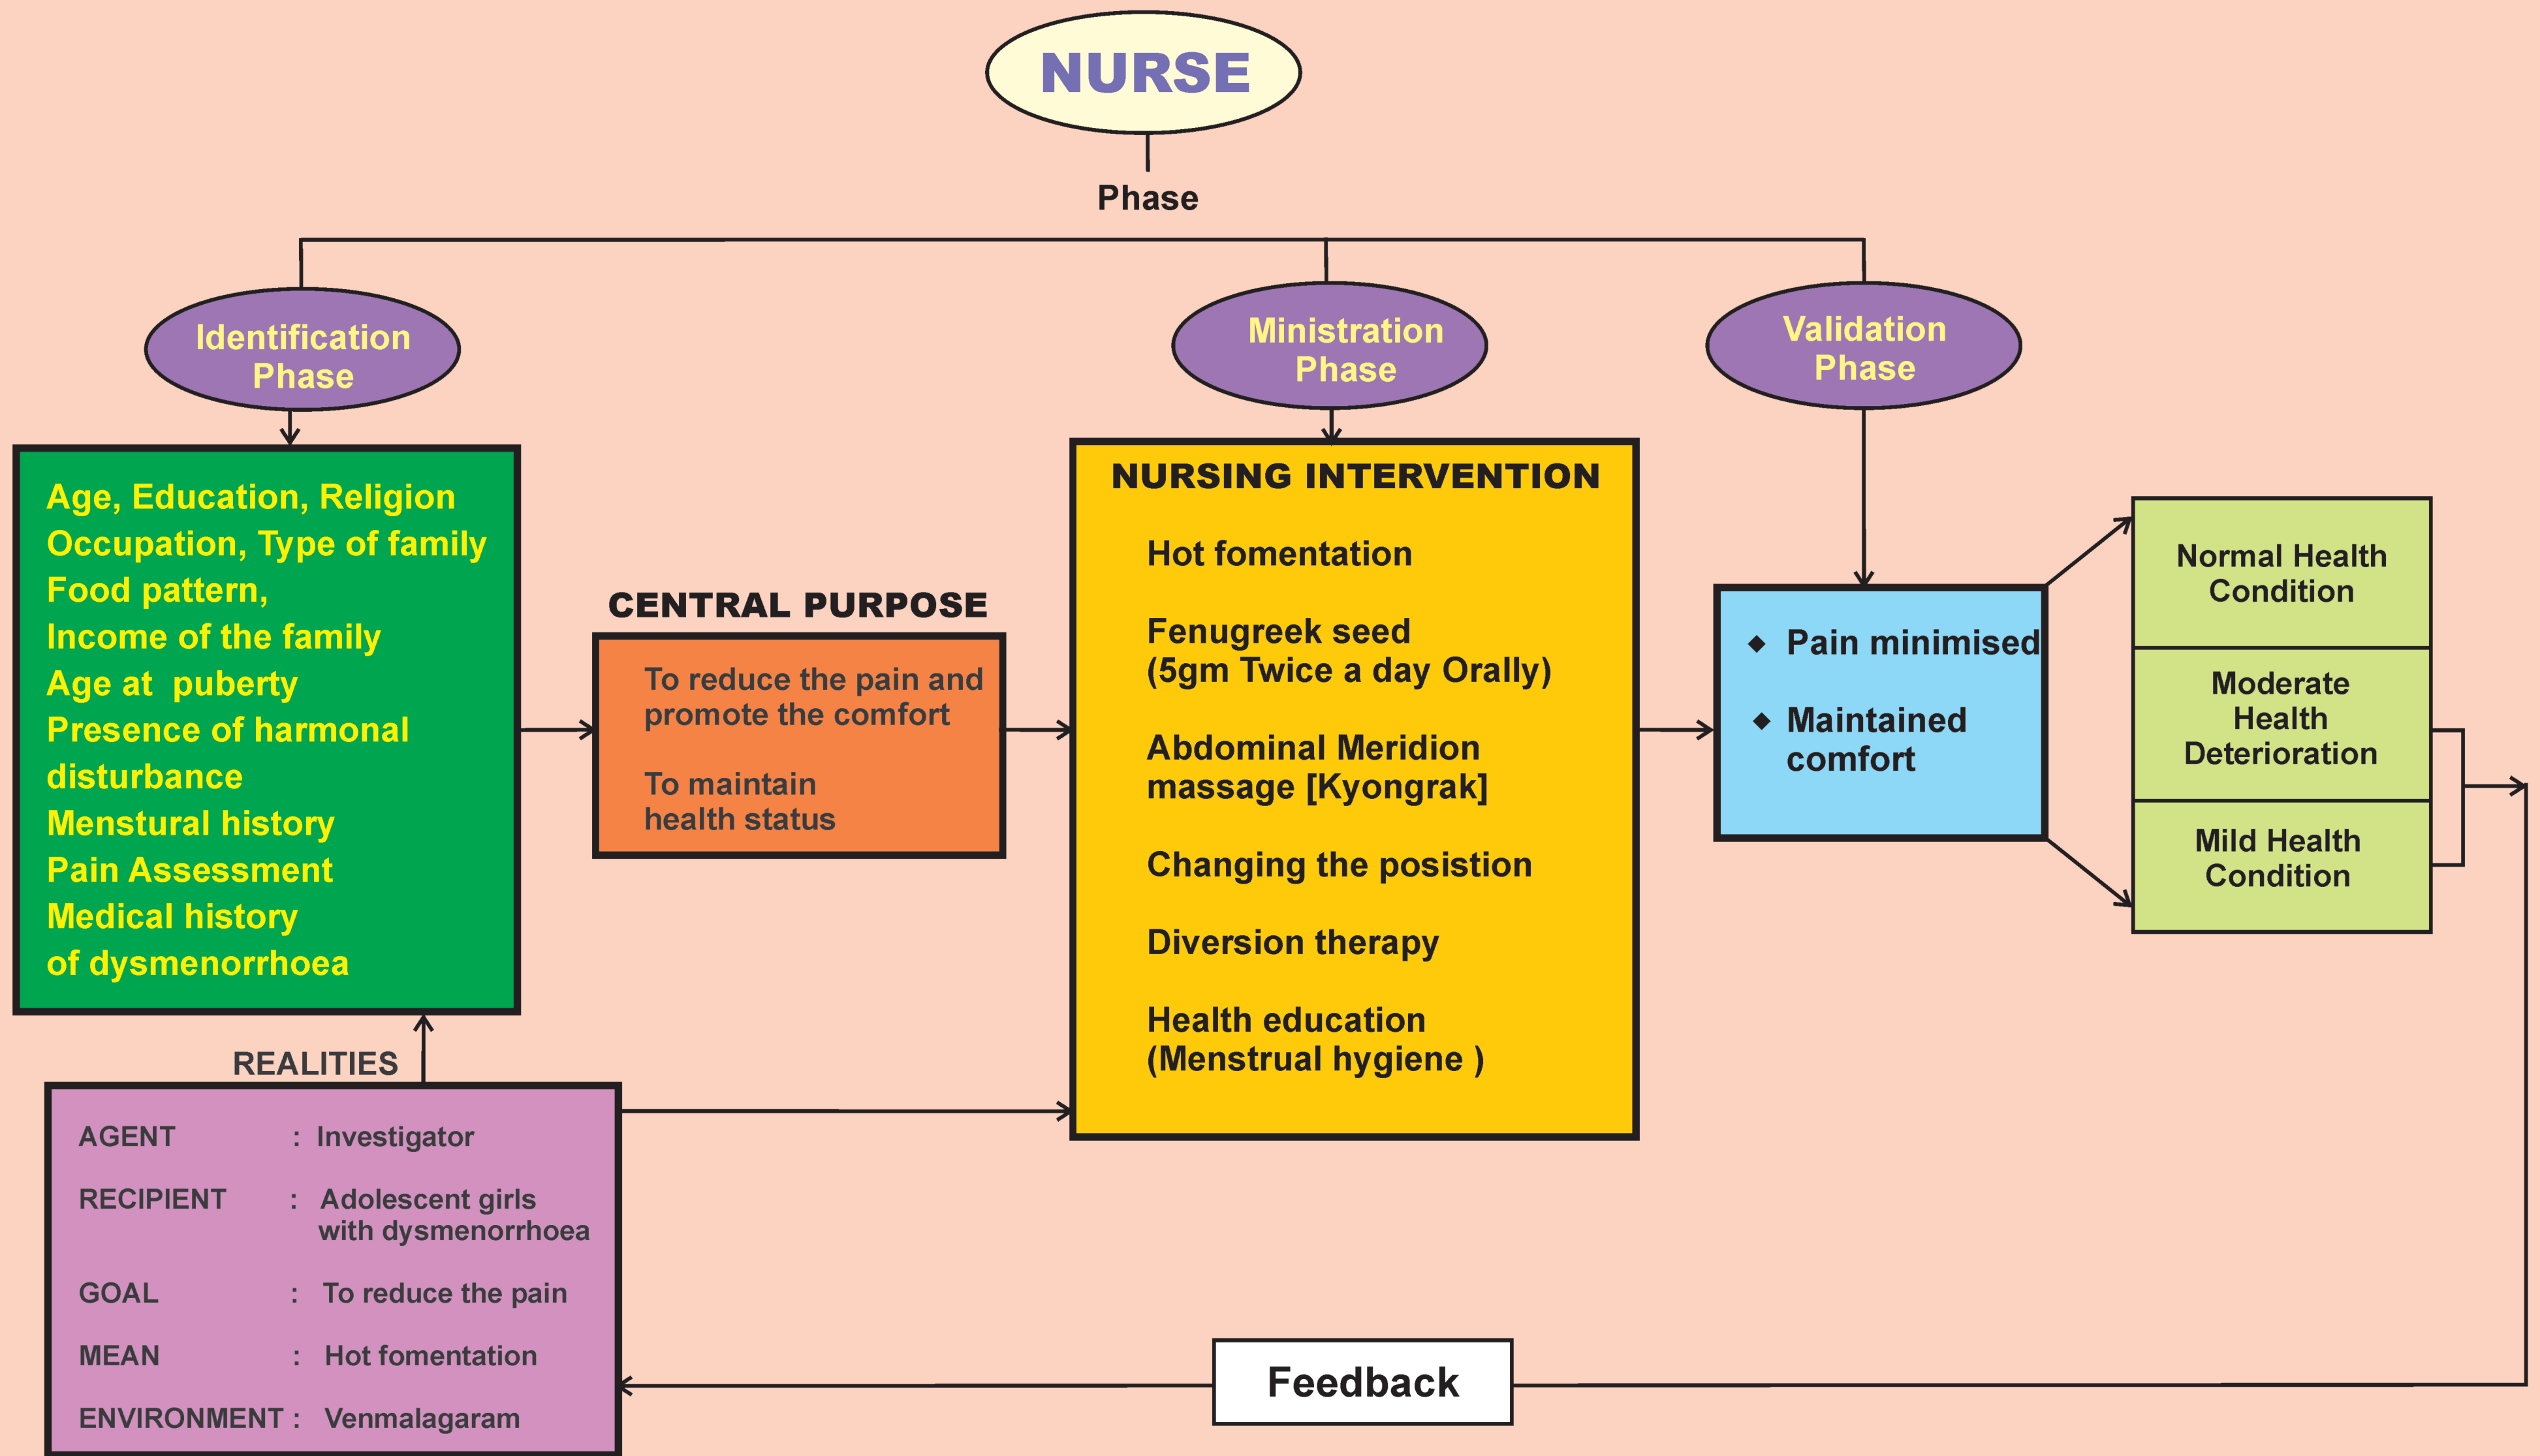 NURSE
Phase
Identification
Phase
Ministration
Phase
Validation
Phase
Age, Education, Religion
Occupation, Type of family
Food pattern,
Income of the family
Age at puberty
Presence of harmonal
disturbance
Menstural history
Pain Assessment
Medical history
of dysmenorrhoea
CENTRAL PURPOSE
To reduce the pain and
promote the comfort
To maintain
health status
NURSING INTERVENTION
Hot fomentation
Fenugreek seed
(5gm Twice a day Orally)
Abdominal Meridion
massage [Kyongrak]
Changing the posistion
Diversion therapy
Health education
(Menstrual hygiene )
◆ Pain minimised
◆ Maintained
comfort
Normal Health
Condition
Moderate
Health
Deterioration
Mild Health
Condition
REALITIES
AGENT : Investigator
RECIPIENT : Adolescent girls
with dysmenorrhoea
GOAL : To reduce the pain
MEAN : Hot fomentation
ENVIRONMENT : Venmalagaram
Feedback